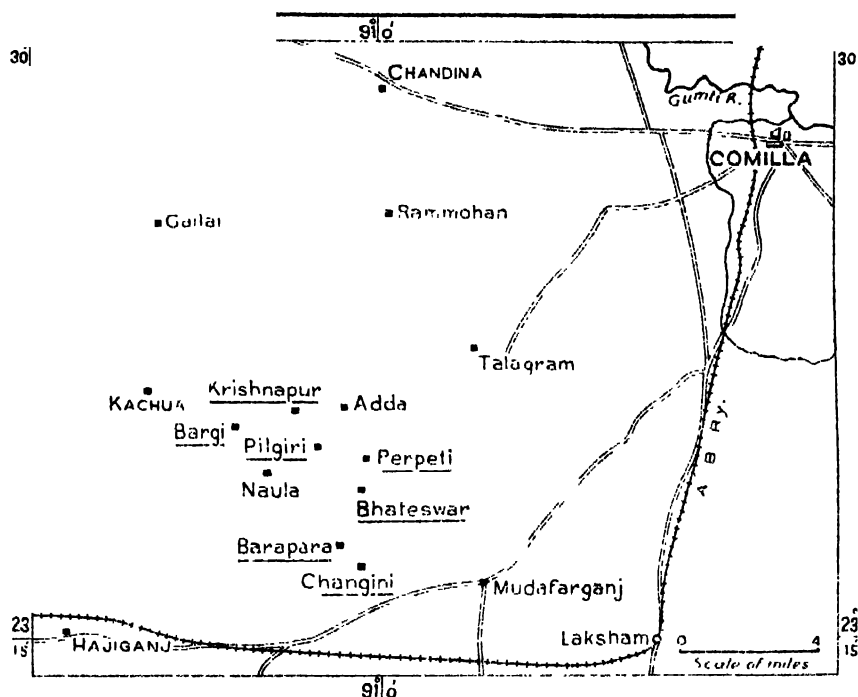 91°0'
30'
30
CHANDINA
Gumti R.
COMILLA
Gallai
Rammohan
Talagram
Krishnapur
KACHUA
Adda
Bargi
Pilgiri
Perpeti
Naula
A B Ry.
Bhateswar
Barapara
Changini
Mudafarganj
23
15'
HAJIGANJ
Laksham
0 4
Scale of miles
23°
15'
91°0'